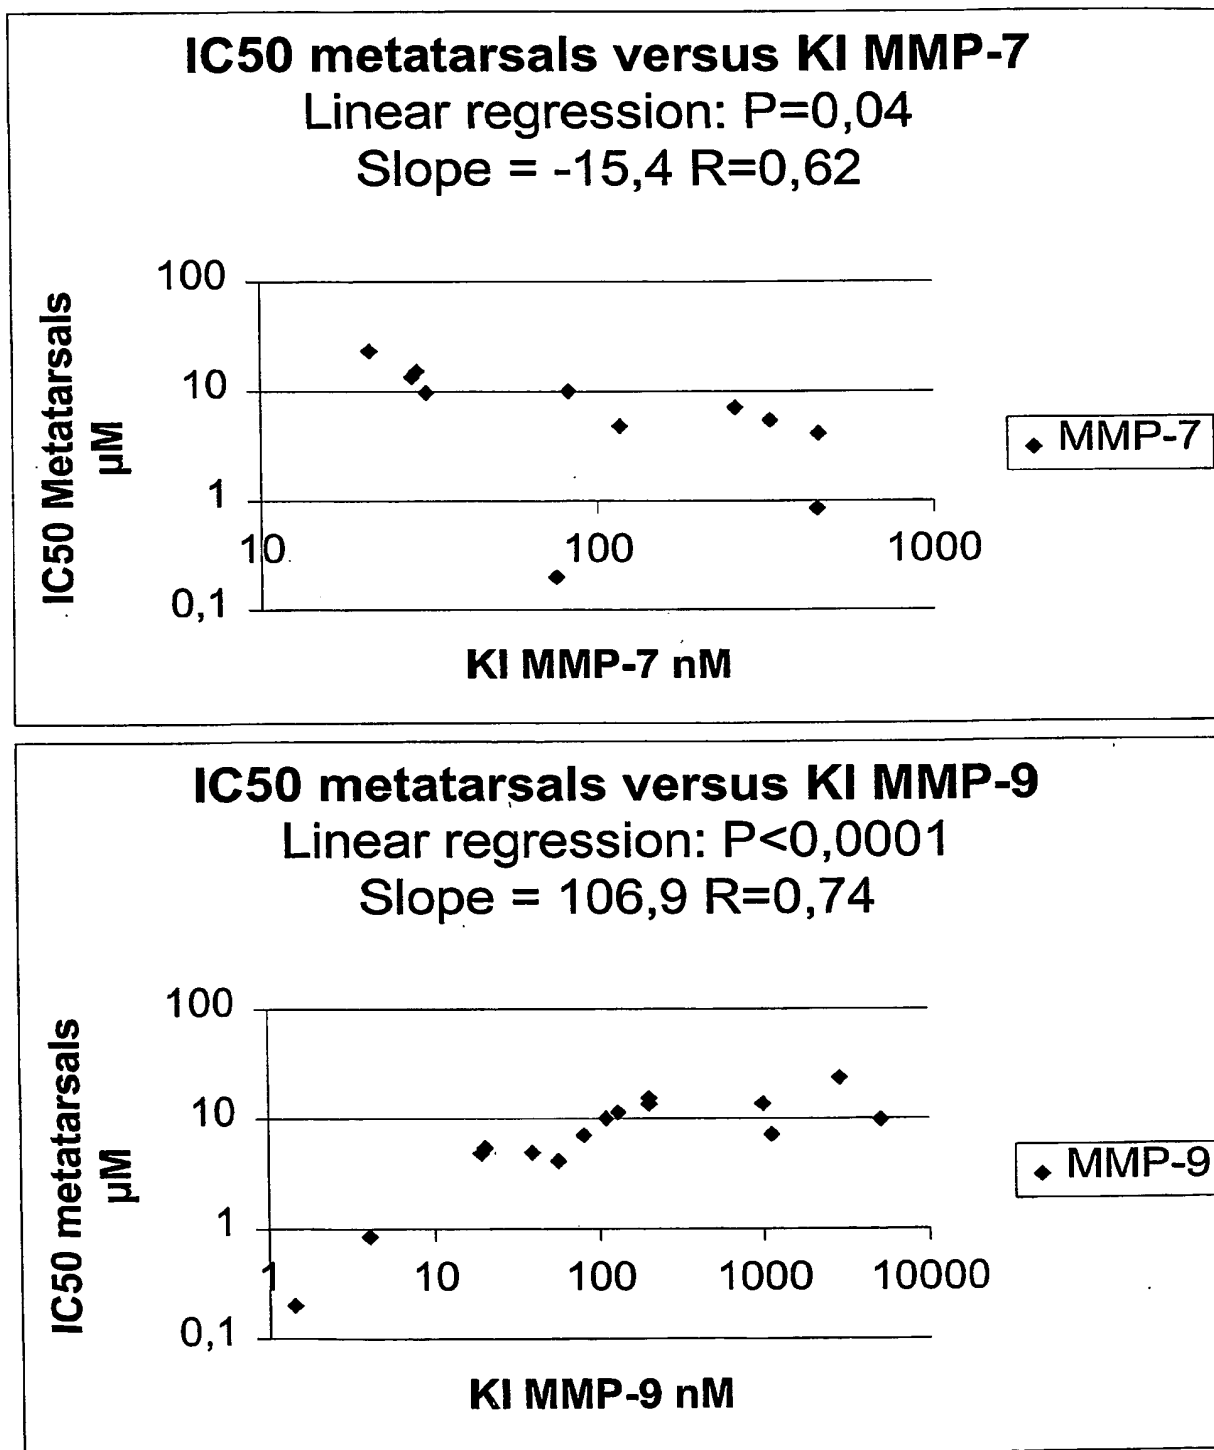 IC50 metatarsals versus KI MMP-7
Linear regression: P=0,04
Slope = -15,4 R=0,62
100
10
1
0,1
IC50 Metatarsals
µM
10
100
1000
KI MMP-7 nM
MMP-7
IC50 metatarsals versus KI MMP-9
Linear regression: P<0,0001
Slope = 106,9 R=0,74
100
10
1
0,1
IC50 metatarsals
µM
1
10
100
1000
10000
KI MMP-9 nM
MMP-9